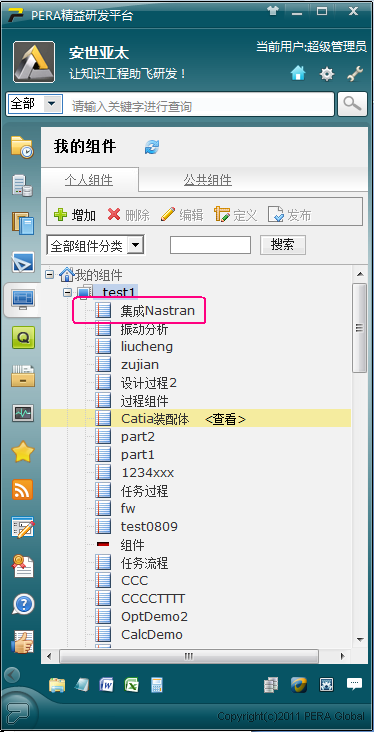 PERA精益研发平台
安世亚太
让知识工程助飞研发！
当前用户:超级管理员
全部
请输入关键字进行查询
我的组件
个人组件
公共组件
增加
删除
编辑
定义
发布
全部组件分类
搜索
我的组件
test1
集成Nastran
振动分析
liucheng
zujian
设计过程2
过程组件
Catia装配体 <查看>
part2
part1
1234xxx
任务过程
fw
test0809
组件
任务流程
CCC
CCCCTTTT
OptDemo2
CalcDemo
Copyright(c)2011 PERA Global